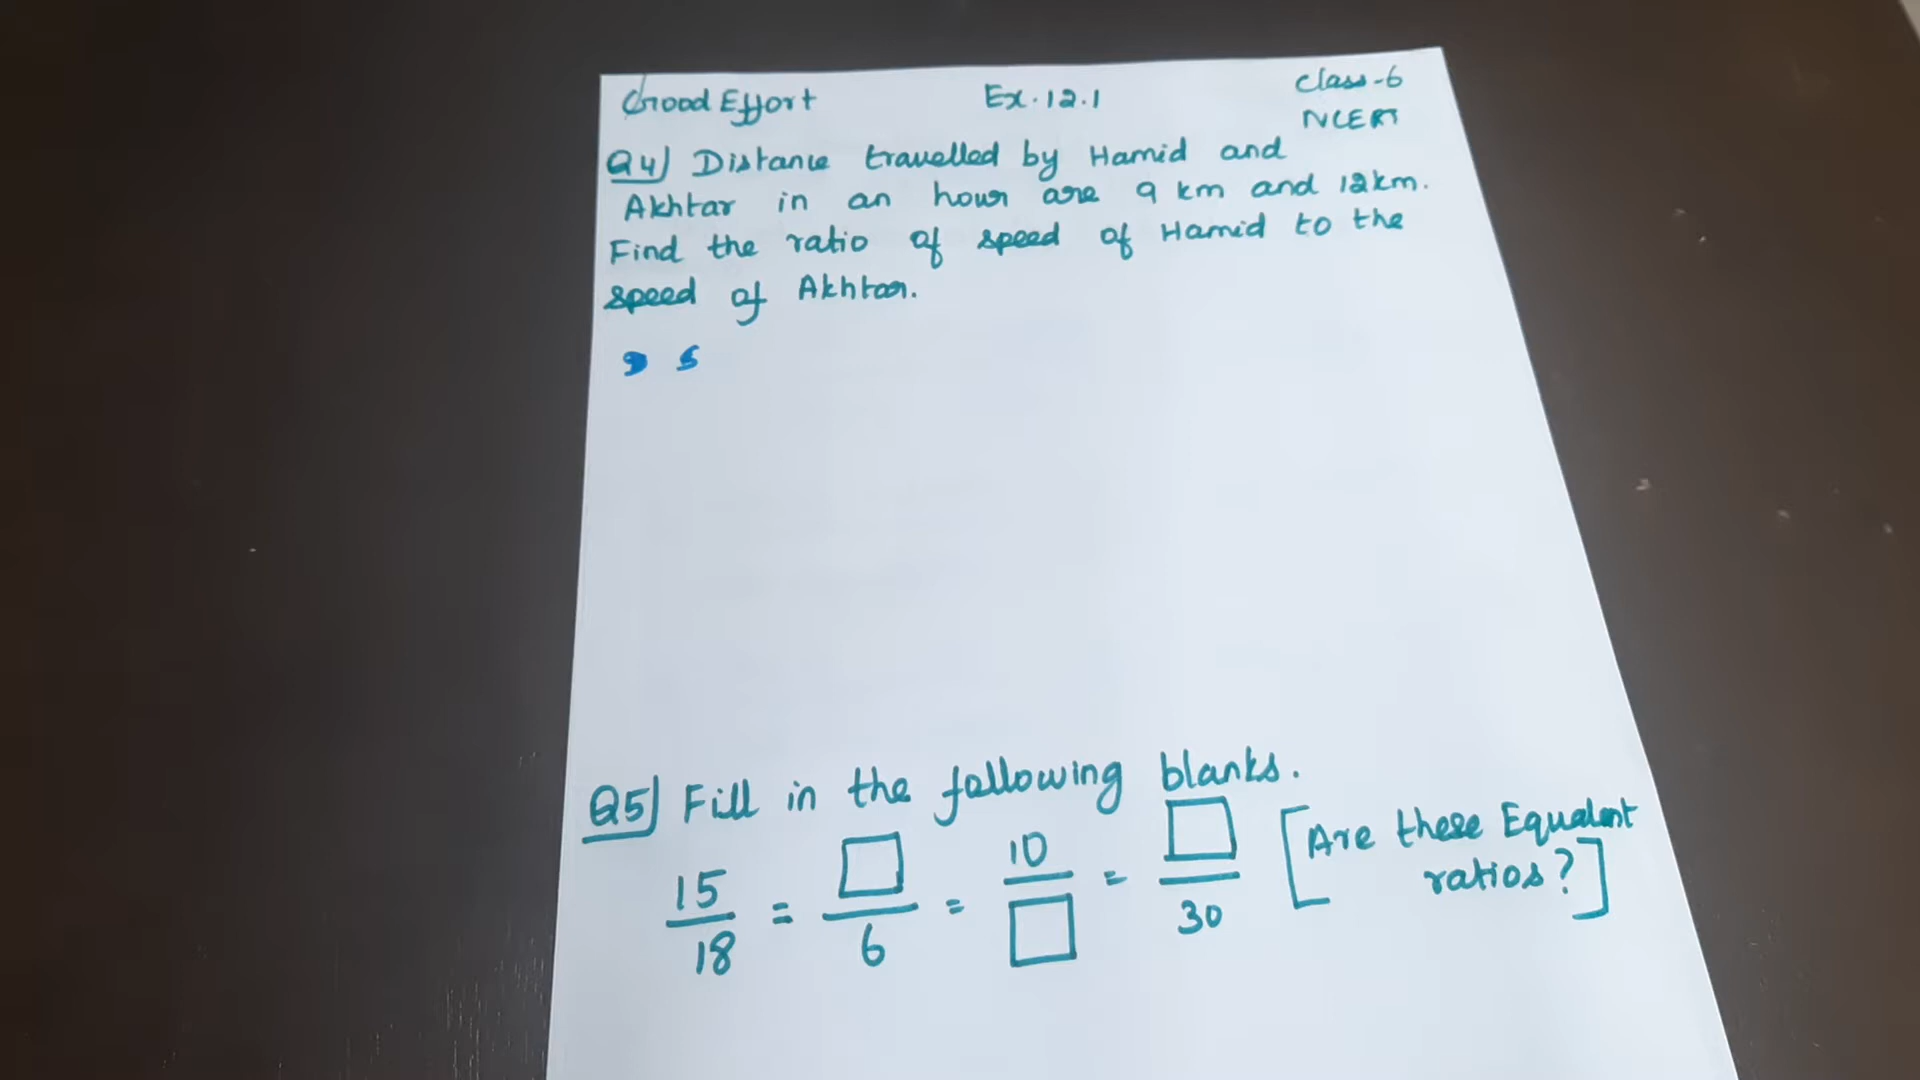 Good Effort Ex. 12.1 Class-6
NCERT
Q4) Distance travelled by Hamid and
Akhtar in an hour are 9 km and 12km.
Find the ratio of speed of Hamid to the
speed of Akhtar.
S
Q5) Fill in the following blanks.
15/18 = □/6 = 10/□ = □/30 [Are these Equalent
ratios?]